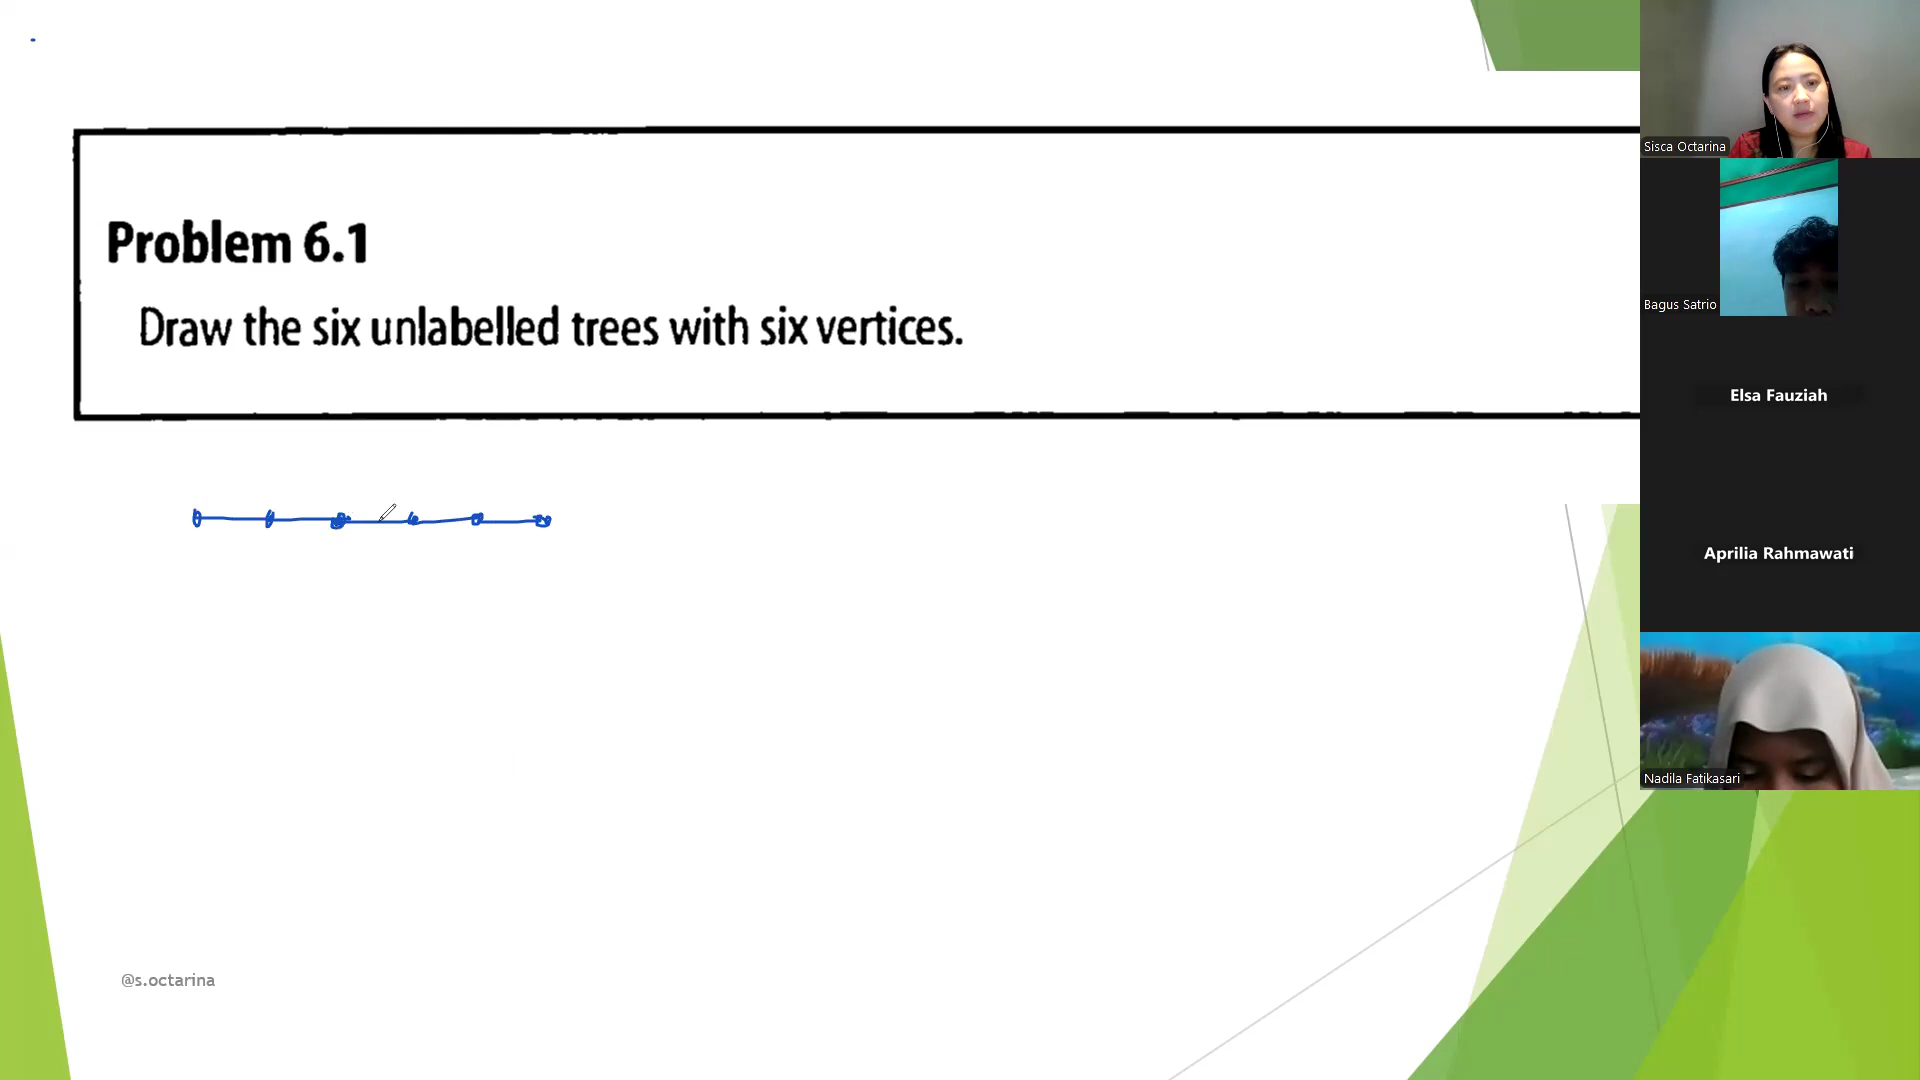 Problem 6.1
Draw the six unlabelled trees with six vertices.
@s.octarina
Sisca Octarina
Bagus Satrio
Elsa Fauziah
Aprilia Rahmawati
Nadila Fatikasari